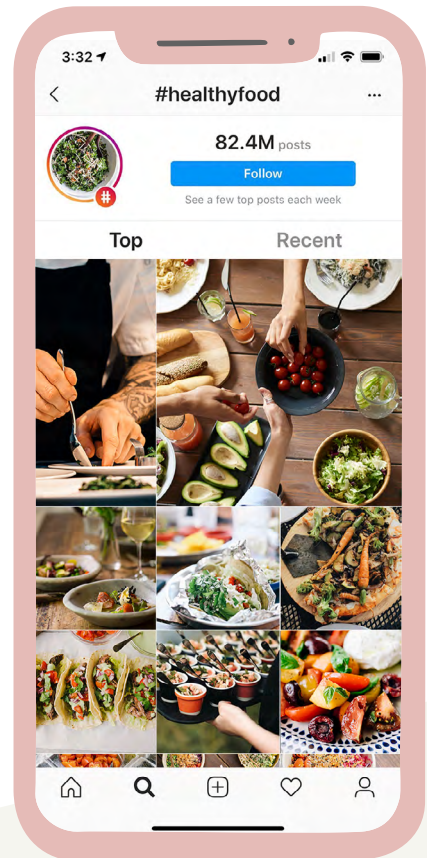 3:32
#healthyfood
...
82.4M posts
Follow
See a few top posts each week
#
Top
Recent